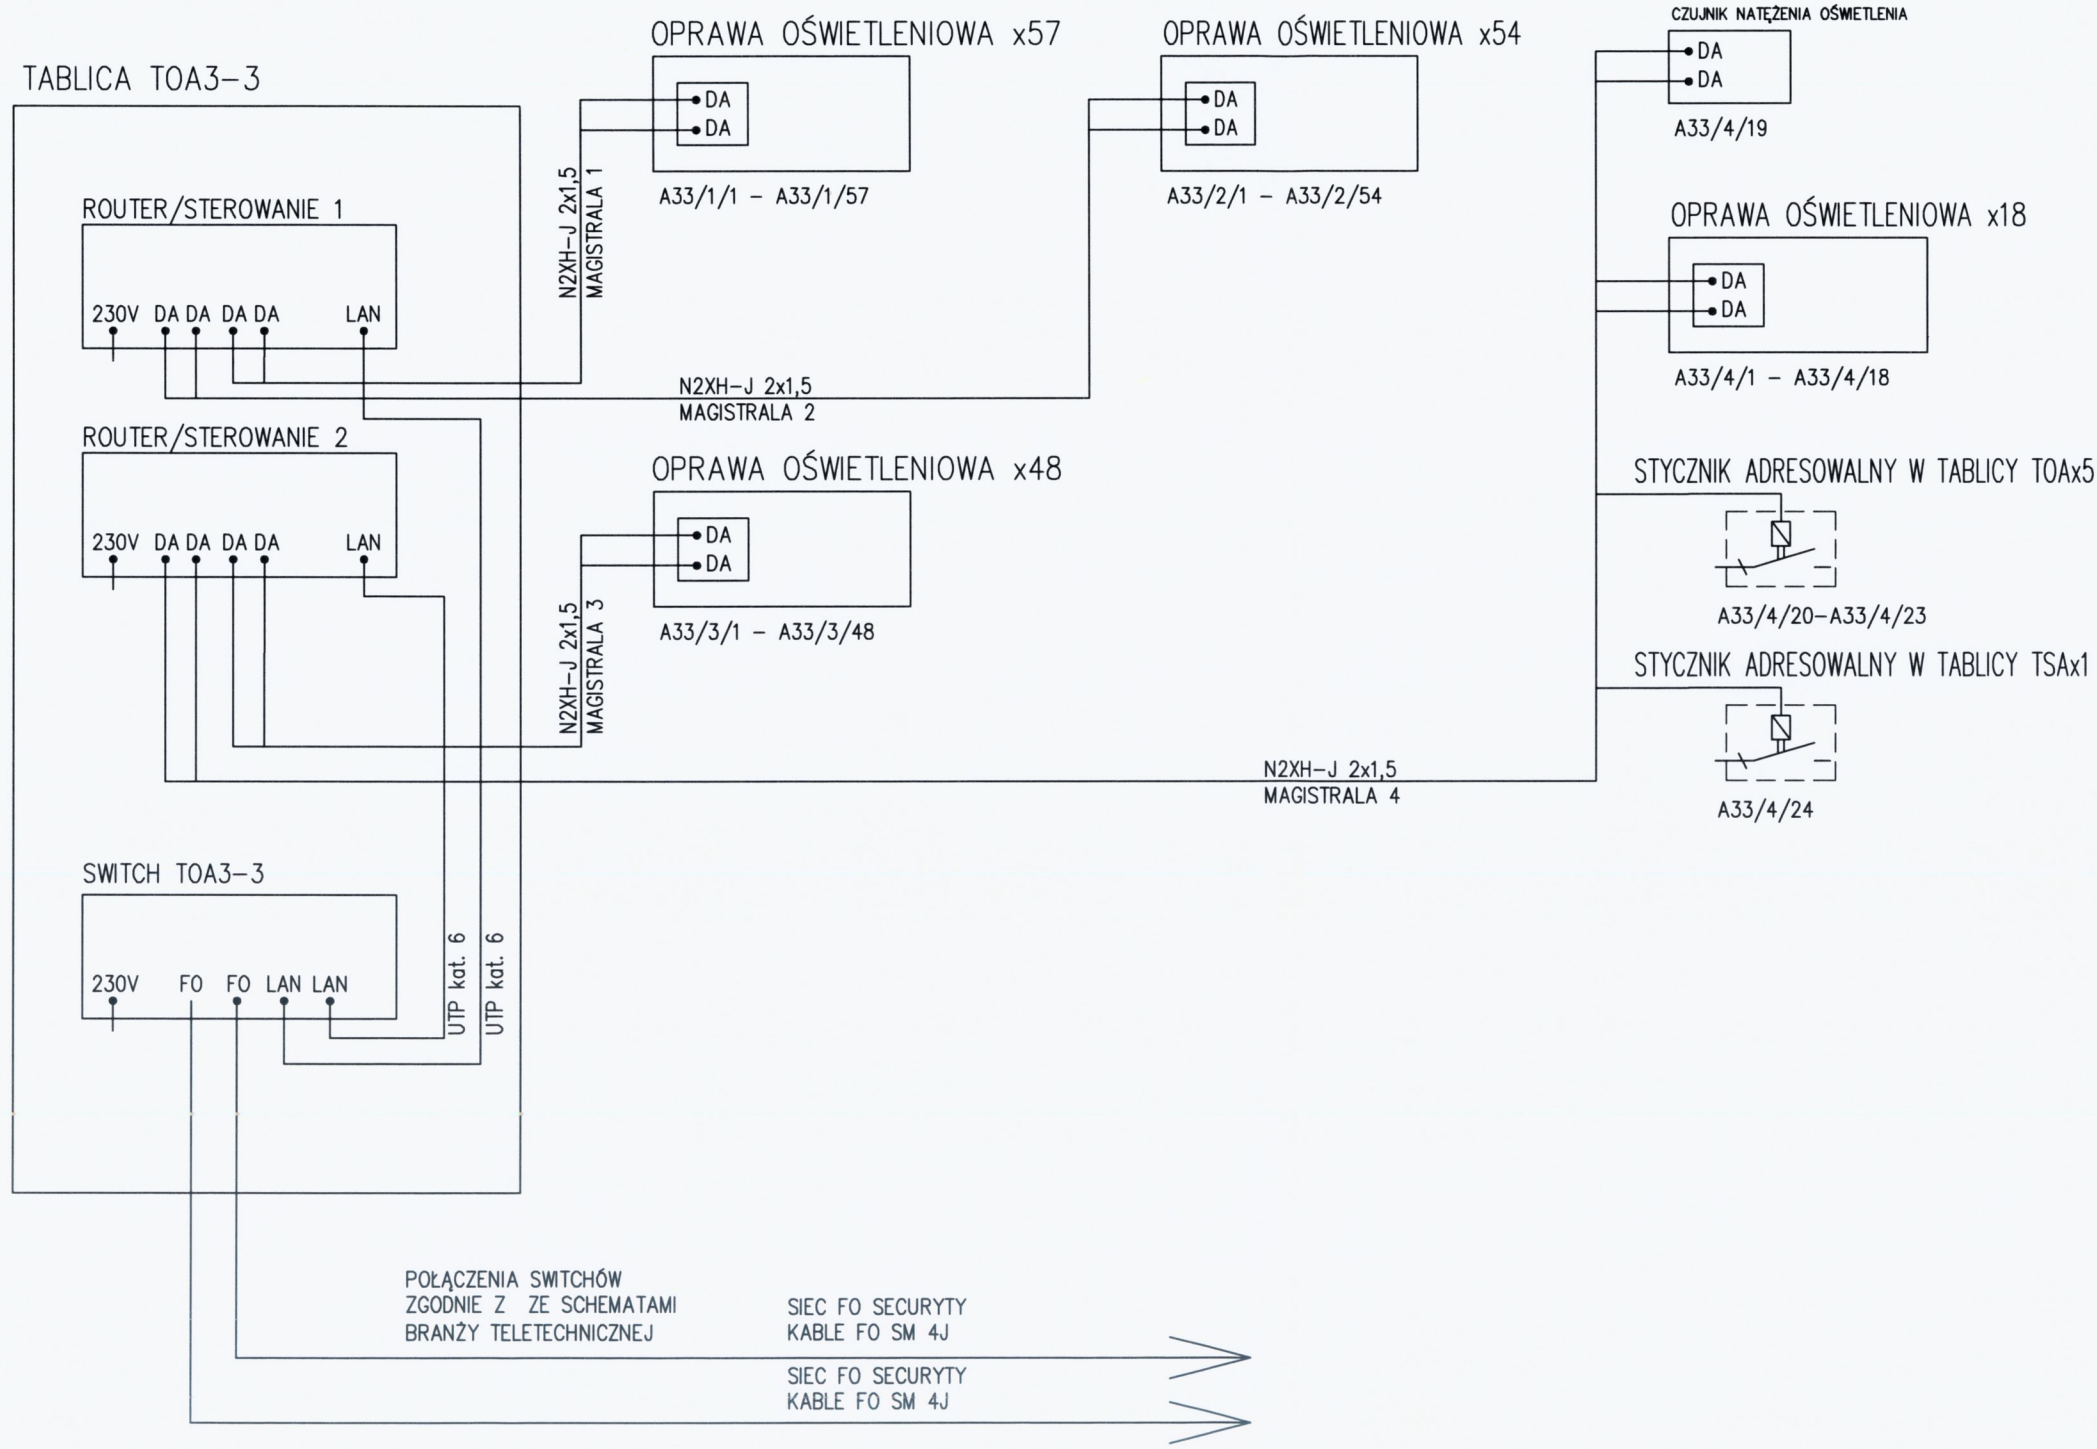 TABLICA TOA3-3
ROUTER/STEROWANIE 1
230V DA DA DA DA LAN
ROUTER/STEROWANIE 2
230V DA DA DA DA LAN
SWITCH TOA3-3
230V FO FO LAN LAN
UTP kat. 6
UTP kat. 6
OPRAWA OŚWIETLENIOWA x57
DA
DA
A33/1/1 - A33/1/57
N2XH-J 2x1,5
MAGISTRALA 1
OPRAWA OŚWIETLENIOWA x54
DA
DA
A33/2/1 - A33/2/54
N2XH-J 2x1,5
MAGISTRALA 2
OPRAWA OŚWIETLENIOWA x48
DA
DA
A33/3/1 - A33/3/48
N2XH-J 2x1,5
MAGISTRALA 3
CZUJNIK NATĘŻENIA OŚWIETLENIA
DA
DA
A33/4/19
OPRAWA OŚWIETLENIOWA x18
DA
DA
A33/4/1 - A33/4/18
STYCZNIK ADRESOWALNY W TABLICY TOAx5
A33/4/20-A33/4/23
STYCZNIK ADRESOWALNY W TABLICY TSAx1
A33/4/24
N2XH-J 2x1,5
MAGISTRALA 4
POŁĄCZENIA SWITCHÓW
ZGODNIE Z ZE SCHEMATAMI
BRANŻY TELETECHNICZNEJ
SIEC FO SECURYTY
KABLE FO SM 4J
SIEC FO SECURYTY
KABLE FO SM 4J